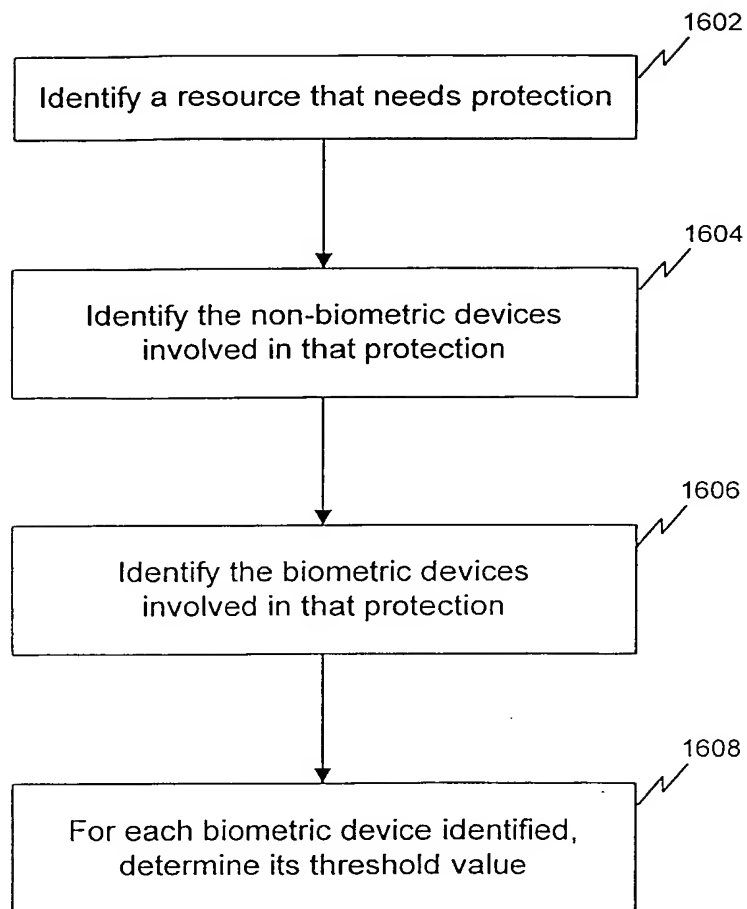 1602
Identify a resource that needs protection
1604
Identify the non-biometric devices
involved in that protection
1606
Identify the biometric devices
involved in that protection
1608
For each biometric device identified,
determine its threshold value